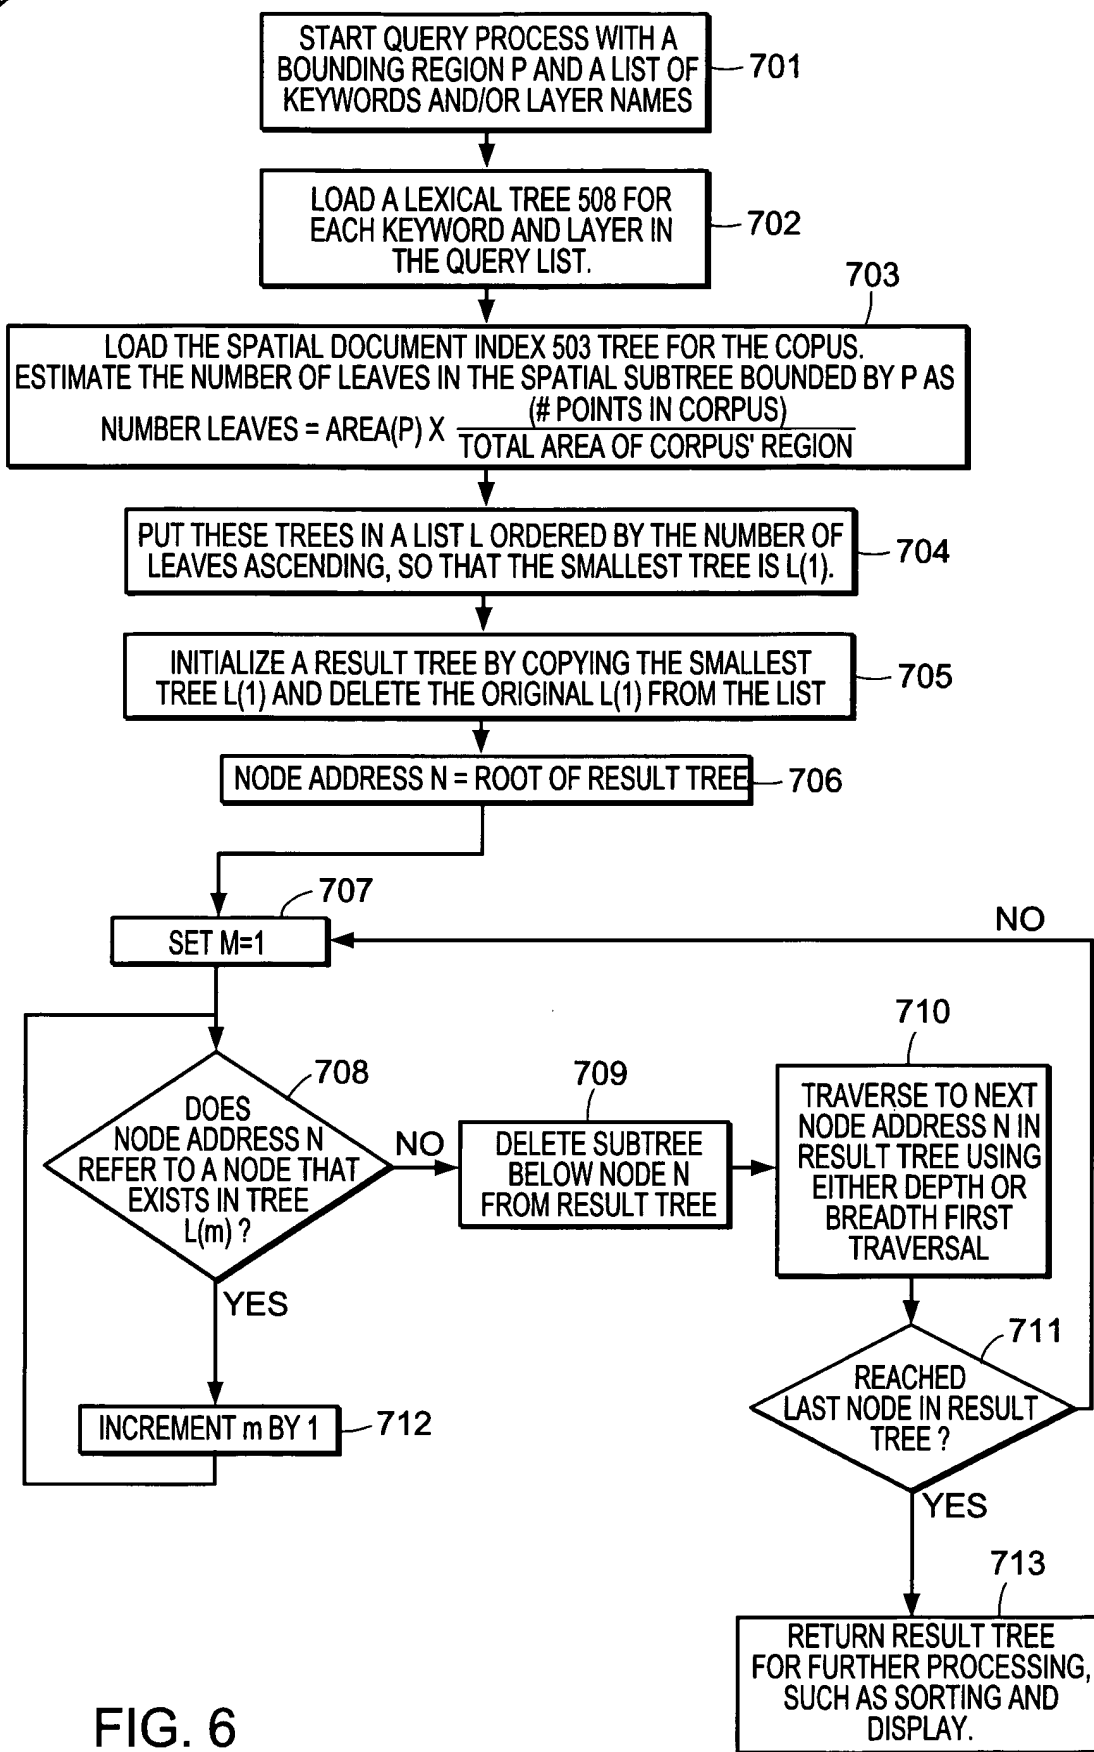 START QUERY PROCESS WITH A
BOUNDING REGION P AND A LIST OF
KEYWORDS AND/OR LAYER NAMES
701
LOAD A LEXICAL TREE 508 FOR
EACH KEYWORD AND LAYER IN
THE QUERY LIST.
702
703
LOAD THE SPATIAL DOCUMENT INDEX 503 TREE FOR THE COPUS.
ESTIMATE THE NUMBER OF LEAVES IN THE SPATIAL SUBTREE BOUNDED BY P AS
(# POINTS IN CORPUS)
NUMBER LEAVES = AREA(P) X
TOTAL AREA OF CORPUS' REGION
PUT THESE TREES IN A LIST L ORDERED BY THE NUMBER OF
LEAVES ASCENDING, SO THAT THE SMALLEST TREE IS L(1).
704
INITIALIZE A RESULT TREE BY COPYING THE SMALLEST
TREE L(1) AND DELETE THE ORIGINAL L(1) FROM THE LIST
705
NODE ADDRESS N = ROOT OF RESULT TREE
706
707
SET M=1
NO
708
DOES
NODE ADDRESS N
REFER TO A NODE THAT
EXISTS IN TREE
L(m) ?
NO
YES
709
DELETE SUBTREE
BELOW NODE N
FROM RESULT TREE
710
TRAVERSE TO NEXT
NODE ADDRESS N IN
RESULT TREE USING
EITHER DEPTH OR
BREADTH FIRST
TRAVERSAL
711
REACHED
LAST NODE IN RESULT
TREE ?
YES
INCREMENT m BY 1
712
713
RETURN RESULT TREE
FOR FURTHER PROCESSING,
SUCH AS SORTING AND
DISPLAY.
FIG. 6